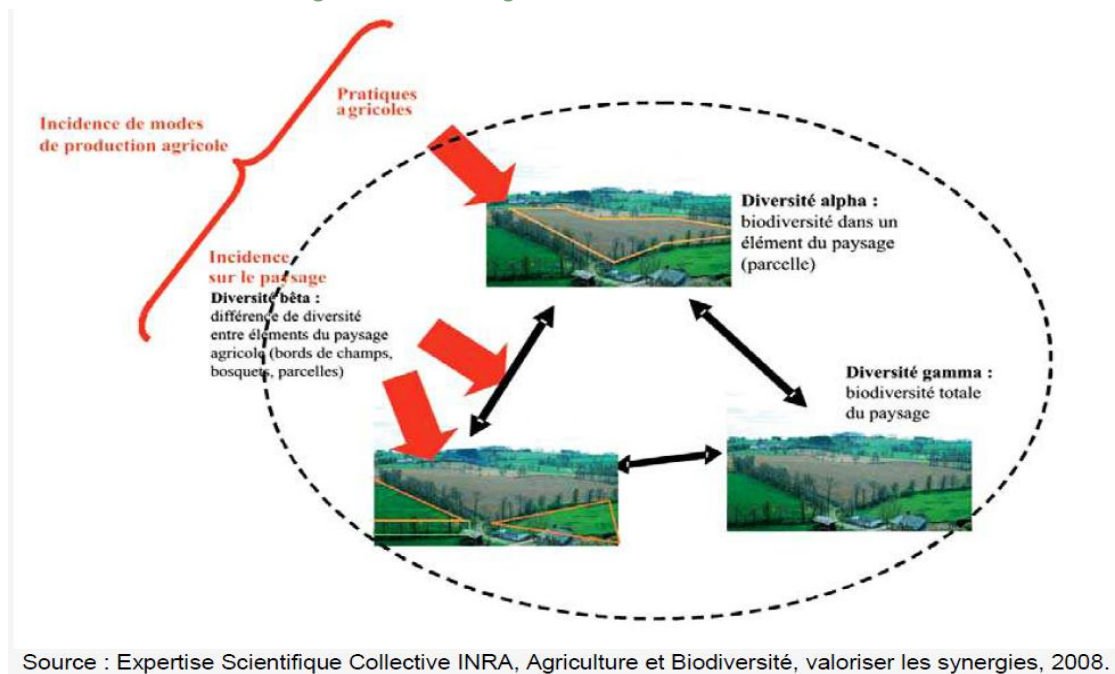 Pratiques
agricoles
Incidence de modes
de production agricole
Diversité alpha :
biodiversité dans un
élément du paysage
(parcelle)
Incidence
sur le paysage
Diversité bêta :
différence de diversité
entre éléments du paysage
agricole (bords de champs,
bosquets, parcelles)
Diversité gamma :
biodiversité totale
du paysage
Source : Expertise Scientifique Collective INRA, Agriculture et Biodiversité, valoriser les synergies, 2008.